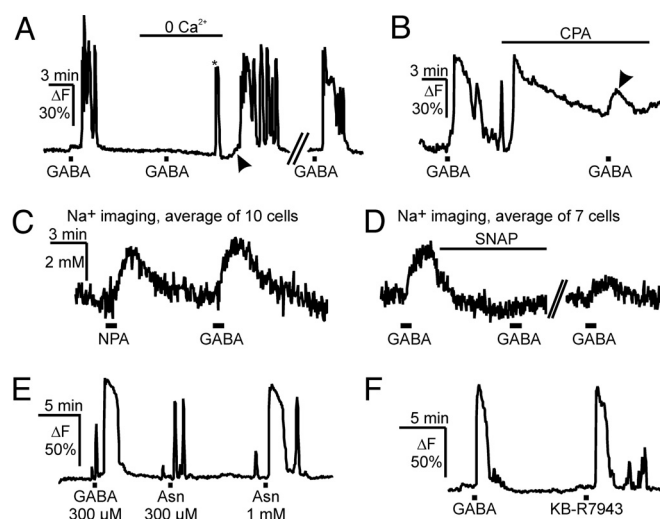 A
0 Ca²⁺
*
3 min
ΔF
30%
GABA
GABA
GABA
B
CPA
3 min
ΔF
30%
GABA
GABA
C
Na⁺ imaging, average of 10 cells
3 min
2 mM
NPA
GABA
D
Na⁺ imaging, average of 7 cells
SNAP
GABA
GABA
GABA
E
5 min
ΔF
50%
GABA
300 µM
Asn
300 µM
Asn
1 mM
F
5 min
ΔF
50%
GABA
KB-R7943